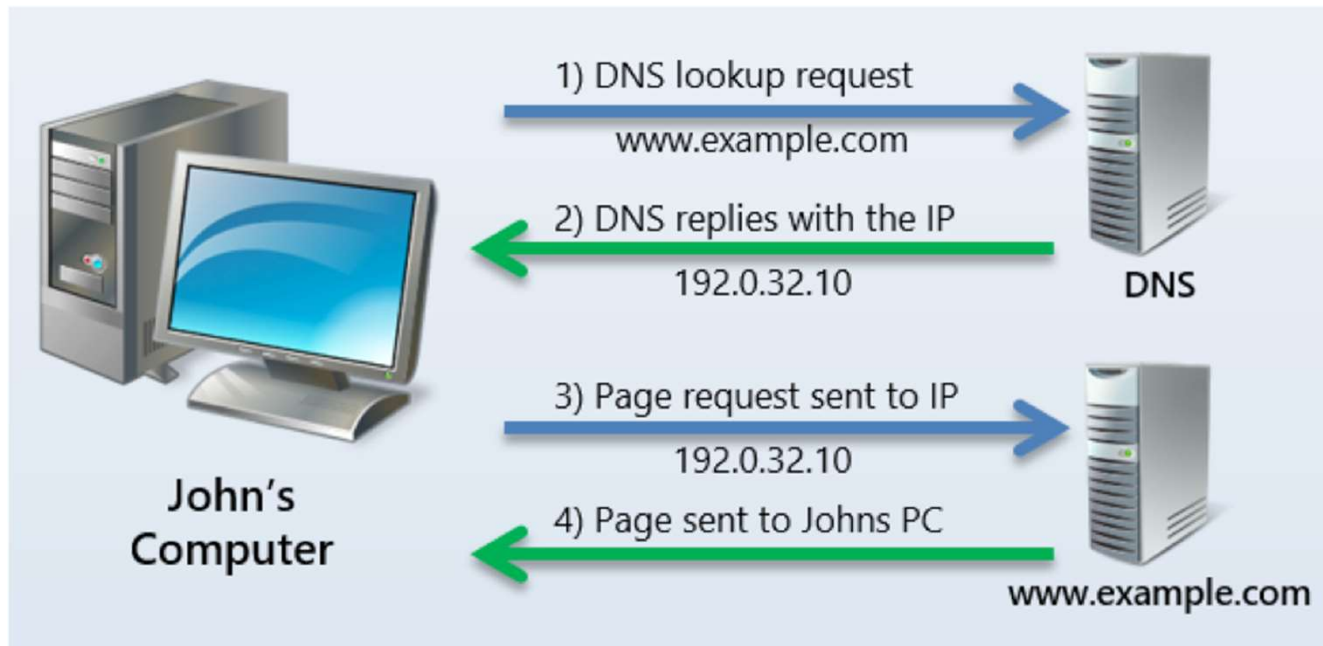 1) DNS lookup request
www.example.com
2) DNS replies with the IP
192.0.32.10
DNS
3) Page request sent to IP
192.0.32.10
4) Page sent to Johns PC
John's
Computer
www.example.com